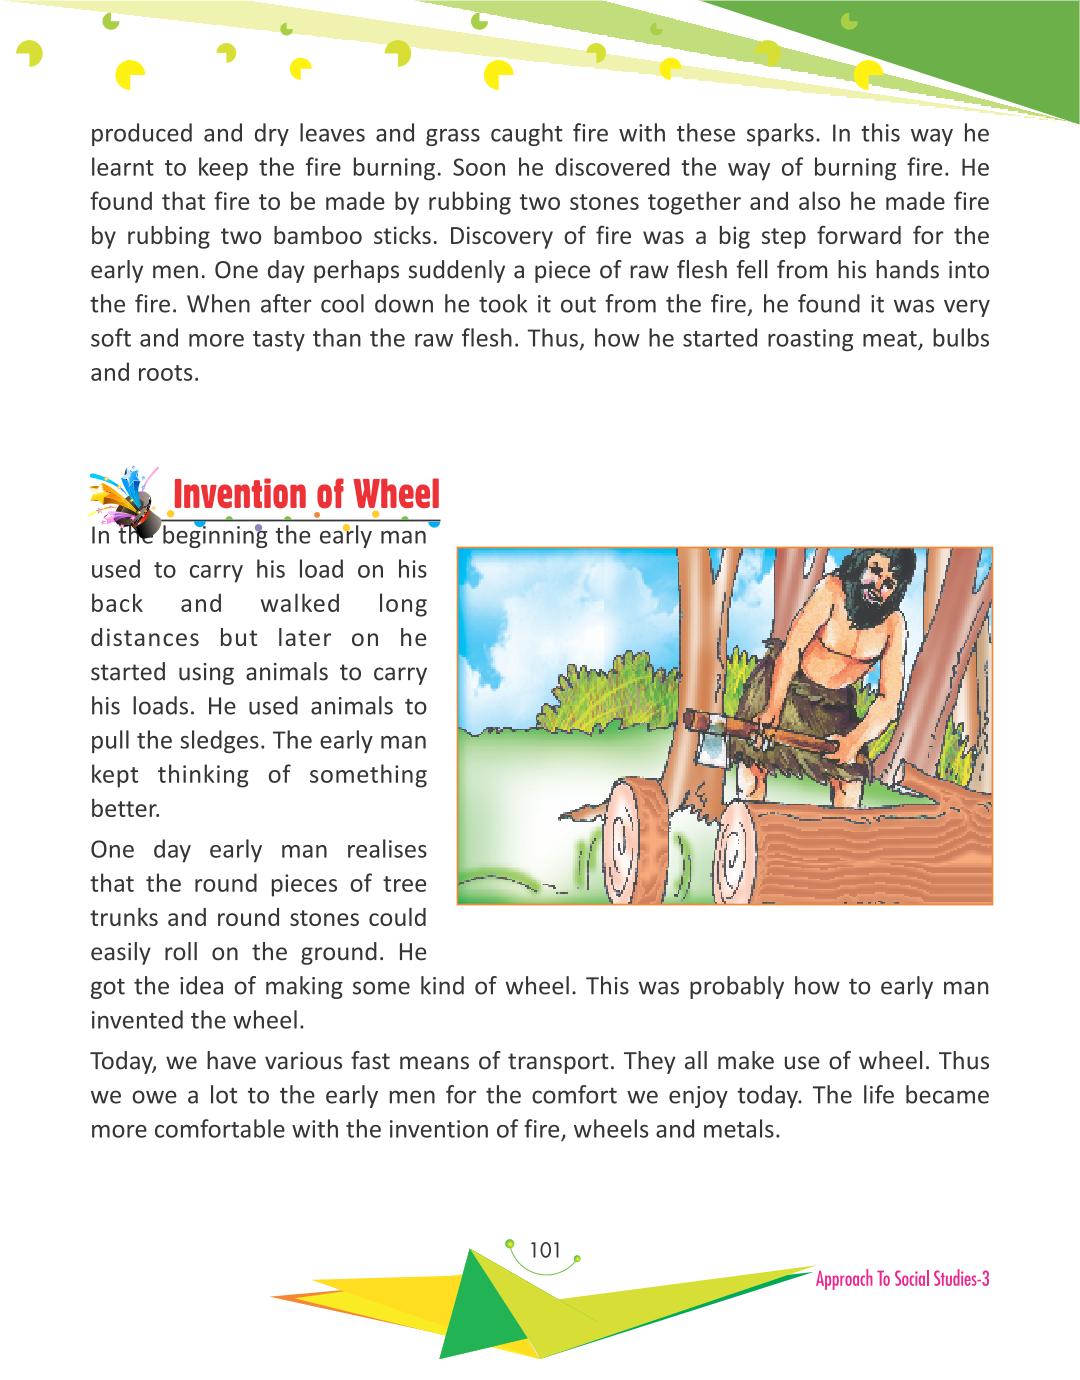 produced and dry leaves and grass caught fire with these sparks. In this way he
learnt to keep the fire burning. Soon he discovered the way of burning fire. He
found that fire to be made by rubbing two stones together and also he made fire
by rubbing two bamboo sticks. Discovery of fire was a big step forward for the
early men. One day perhaps suddenly a piece of raw flesh fell from his hands into
the fire. When after cool down he took it out from the fire, he found it was very
soft and more tasty than the raw flesh. Thus, how he started roasting meat, bulbs
and roots.
Invention of Wheel
In the beginning the early man
used to carry his load on his
back and walked long
distances but later on he
started using animals to carry
his loads. He used animals to
pull the sledges. The early man
kept thinking of something
better.
One day early man realises
that the round pieces of tree
trunks and round stones could
easily roll on the ground. He
got the idea of making some kind of wheel. This was probably how to early man
invented the wheel.
Today, we have various fast means of transport. They all make use of wheel. Thus
we owe a lot to the early men for the comfort we enjoy today. The life became
more comfortable with the invention of fire, wheels and metals.
101
Approach To Social Studies-3